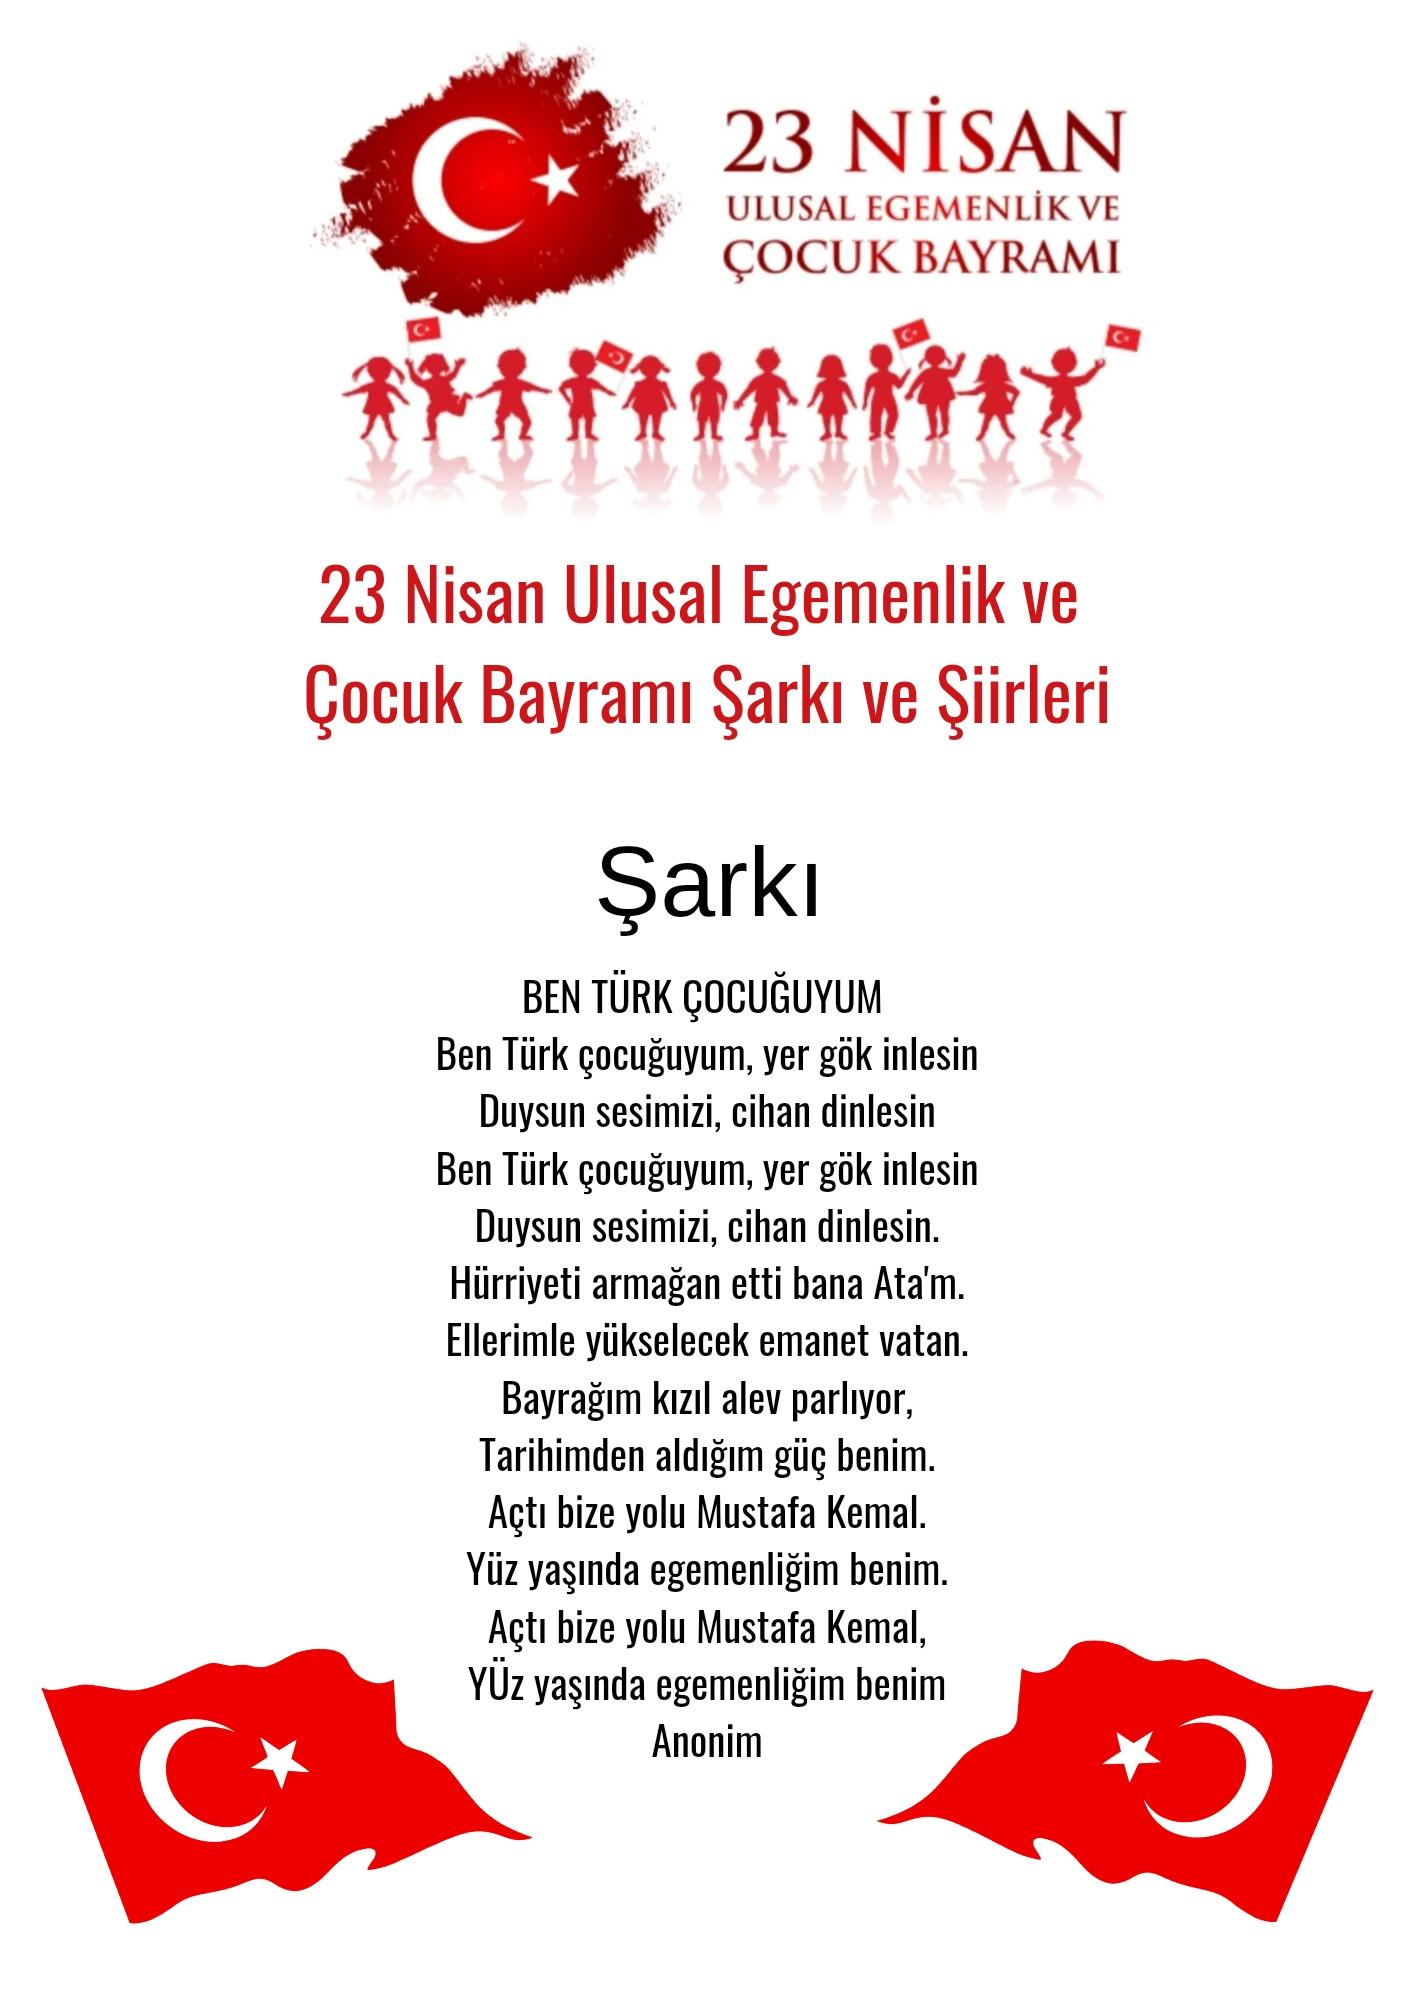 23 NİSAN
ULUSAL EGEMENLİK VE
ÇOCUK BAYRAMI
23 Nisan Ulusal Egemenlik ve
Çocuk Bayramı Şarkı ve Şiirleri
Şarkı
BEN TÜRK ÇOCUĞUYUM
Ben Türk çocuğuyum, yer gök inlesin
Duysun sesimizi, cihan dinlesin
Ben Türk çocuğuyum, yer gök inlesin
Duysun sesimizi, cihan dinlesin.
Hürriyeti armağan etti bana Ata'm.
Ellerimle yükselecek emanet vatan.
Bayrağım kızıl alev parlıyor,
Tarihimden aldığım güç benim.
Açtı bize yolu Mustafa Kemal.
Yüz yaşında egemenliğim benim.
Açtı bize yolu Mustafa Kemal,
YÜz yaşında egemenliğim benim
Anonim